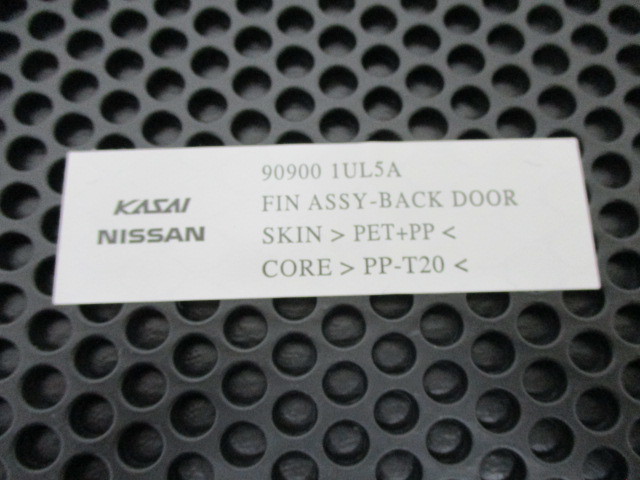 KASAI
NISSAN
90900 1UL5A
FIN ASSY-BACK DOOR
SKIN > PET+PP <
CORE > PP-T20 <